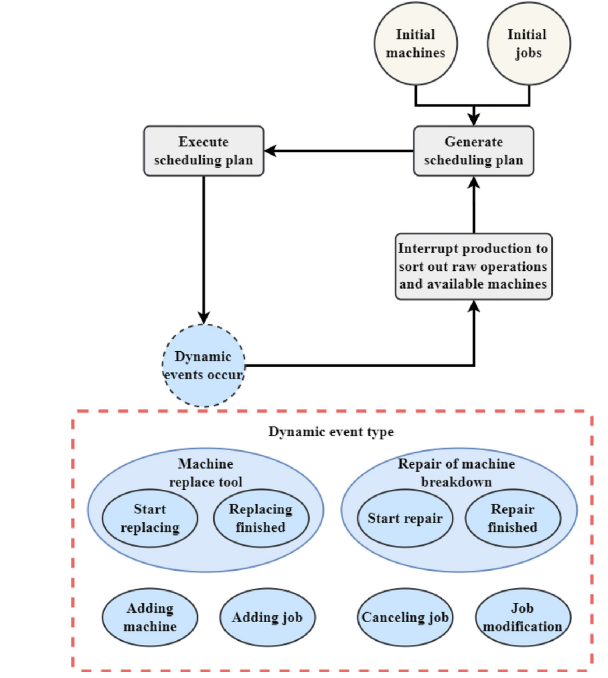 Initial
machines
Initial
jobs
Execute
scheduling plan
Generate
scheduling plan
Interrupt production to
sort out raw operations
and available machines
Dynamic
events occur
Dynamic event type
Machine
replace tool
Repair of machine
breakdown
Start
replacing
Replacing
finished
Start repair
Repair
finished
Adding
machine
Adding job
Canceling job
Job
modification